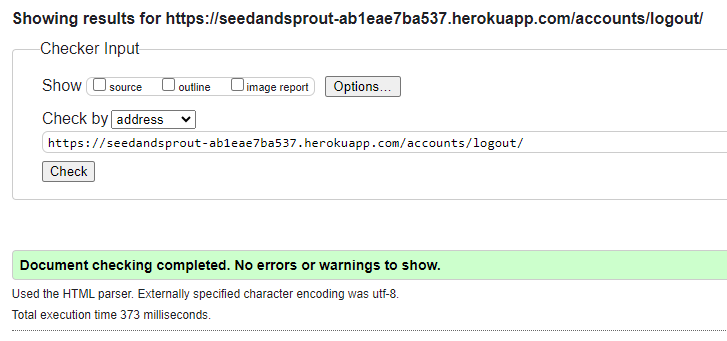 Showing results for https://seedandsprout-ab1eae7ba537.herokuapp.com/accounts/logout/
Checker Input
Show source outline image report Options...
Check by address
https://seedandsprout-ab1eae7ba537.herokuapp.com/accounts/logout/
Check
Document checking completed. No errors or warnings to show.
Used the HTML parser. Externally specified character encoding was utf-8.
Total execution time 373 milliseconds.